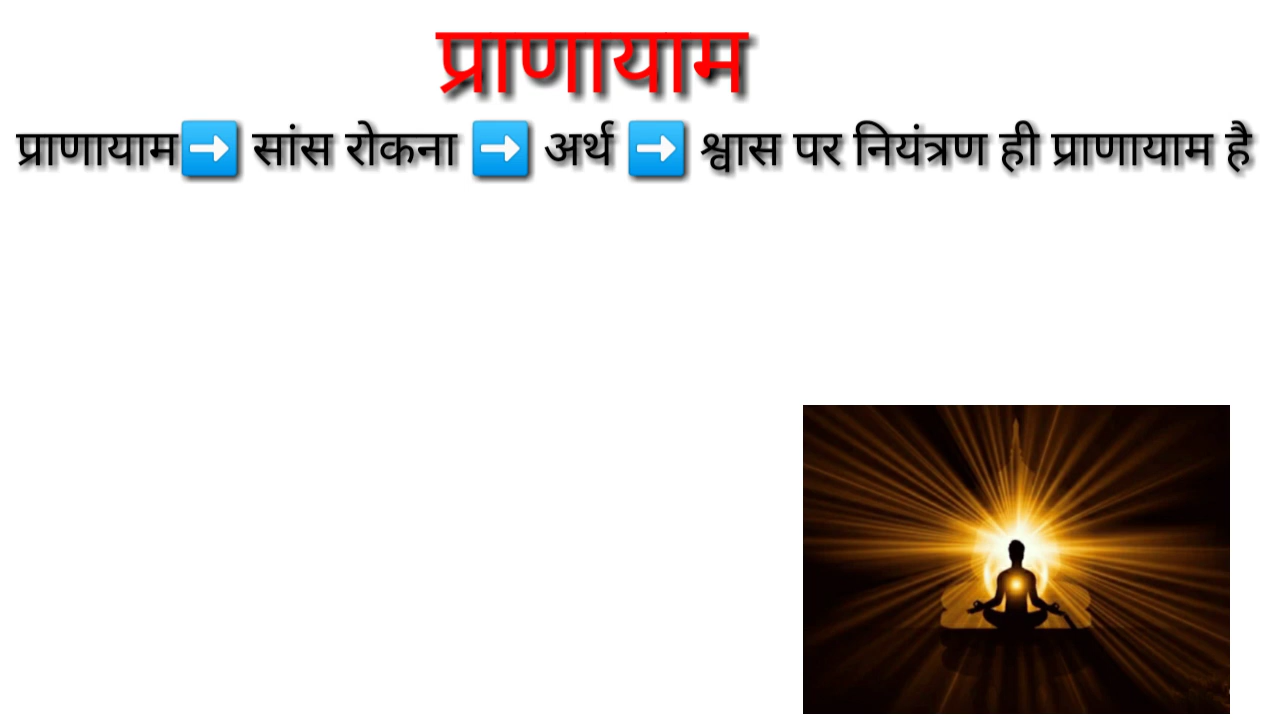 प्राणायाम
प्राणायाम➡️ सांस रोकना ➡️ अर्थ ➡️ श्वास पर नियंत्रण ही प्राणायाम है